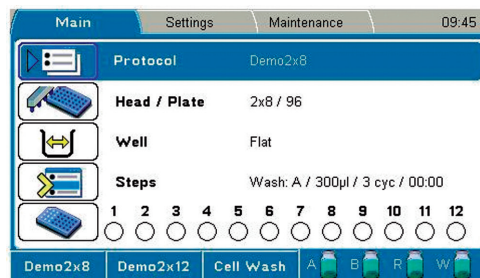 Main Settings Maintenance 09:45
Protocol Demo2x8
Head / Plate 2x8 / 96
Well Flat
Steps Wash: A / 300µl / 3 cyc / 00:00
1 2 3 4 5 6 7 8 9 10 11 12
Demo2x8 Demo2x12 Cell Wash A B R W